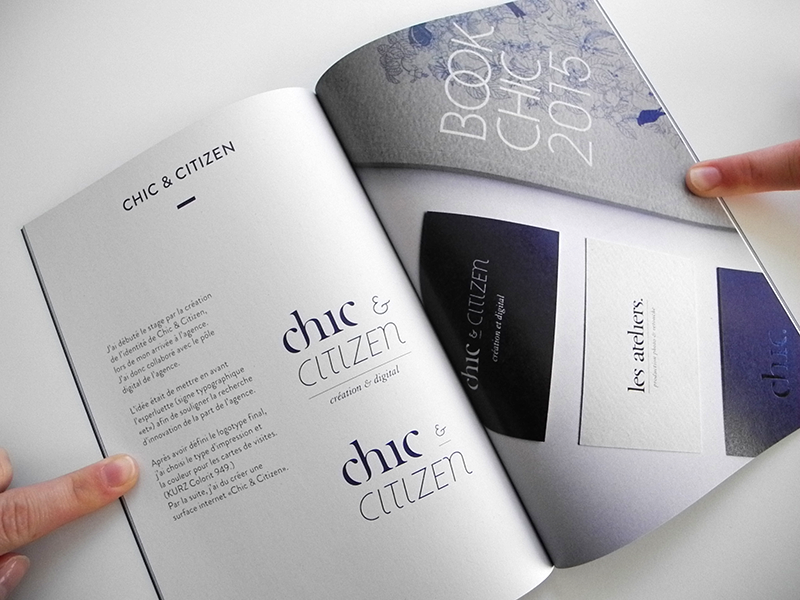 CHIC & CITIZEN
J'ai débuté le stage par la création
de l'identité de Chic & Citizen,
lors de mon arrivée à l'agence.
J'ai donc collaboré avec le pôle
digital de l'agence.
L'idée était de mettre en avant
l'esperluette (signe typographique
«et») afin de souligner la recherche
d'innovation de la part de l'agence.
Après avoir défini le logotype final,
j'ai choisi le type d'impression et
la couleur pour les cartes de visites.
(KURZ Colorit 949.)
Par la suite, j'ai du créer une
surface internet «Chic & Citizen».
chic &
CITIZEN
création & digital
chic &
CITIZEN
BOOK
CHIC
2015
chic & CITIZEN
création et digital
les ateliers.
production photo & retouche
chic.